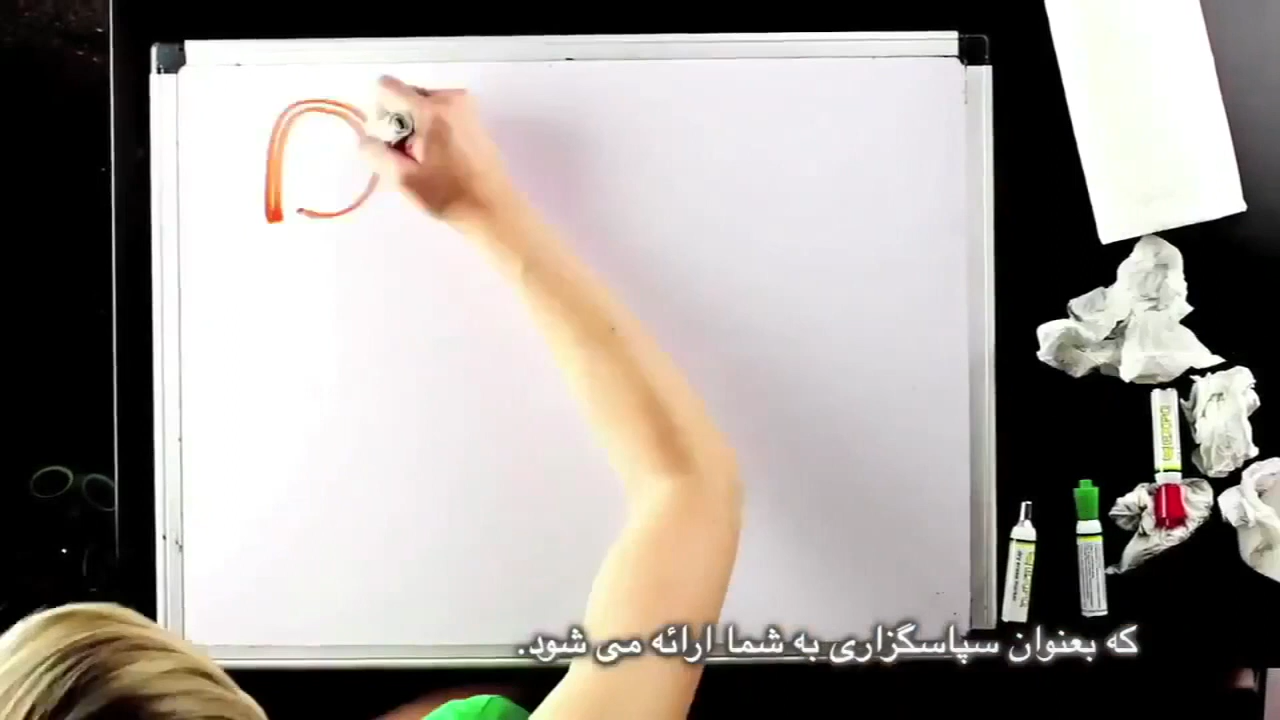 که بعنوان سپاسگزاری به شما ارائه می شود.